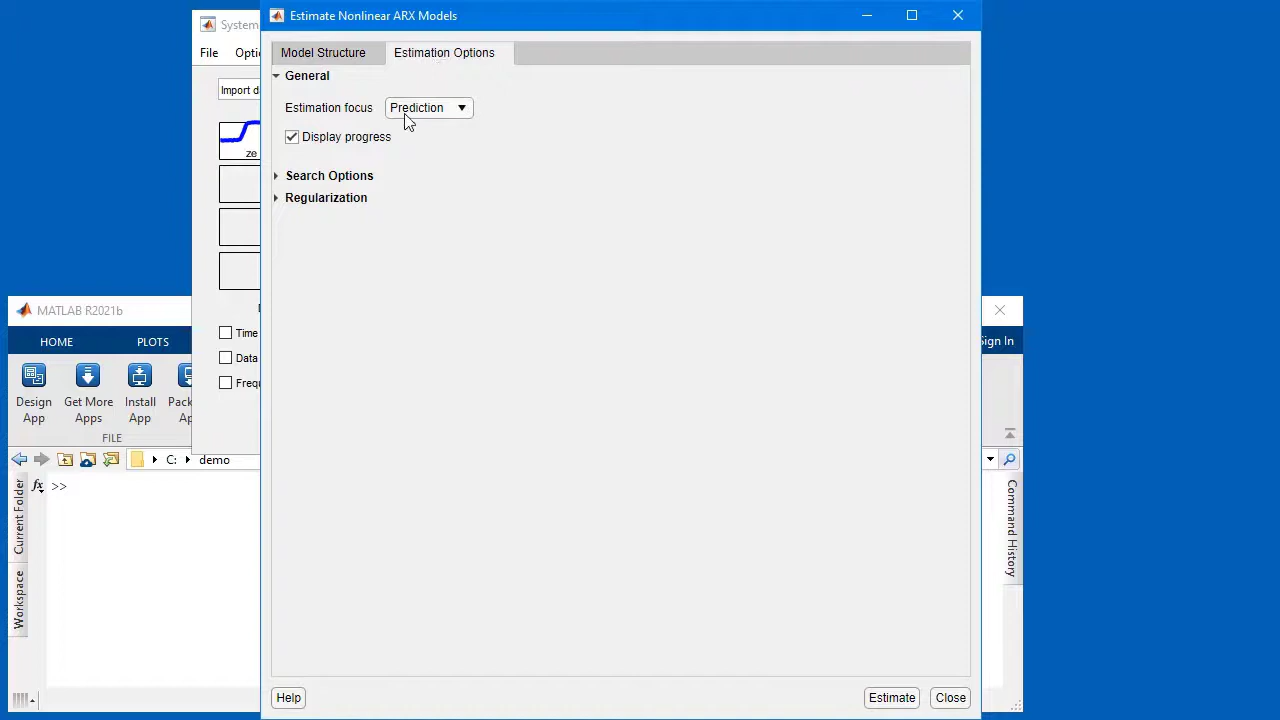 Estimate Nonlinear ARX Models
System
File
Optio
Import d
ze
Time
Data
Frequ
Model Structure
Estimation Options
General
Estimation focus
Prediction
Display progress
Search Options
Regularization
Help
Estimate
Close
MATLAB R2021b
HOME
PLOTS
Sign In
Design App
Get More Apps
Install App
Pack Ap
FILE
C:
demo
Current Folder
Workspace
fx >>
Command History